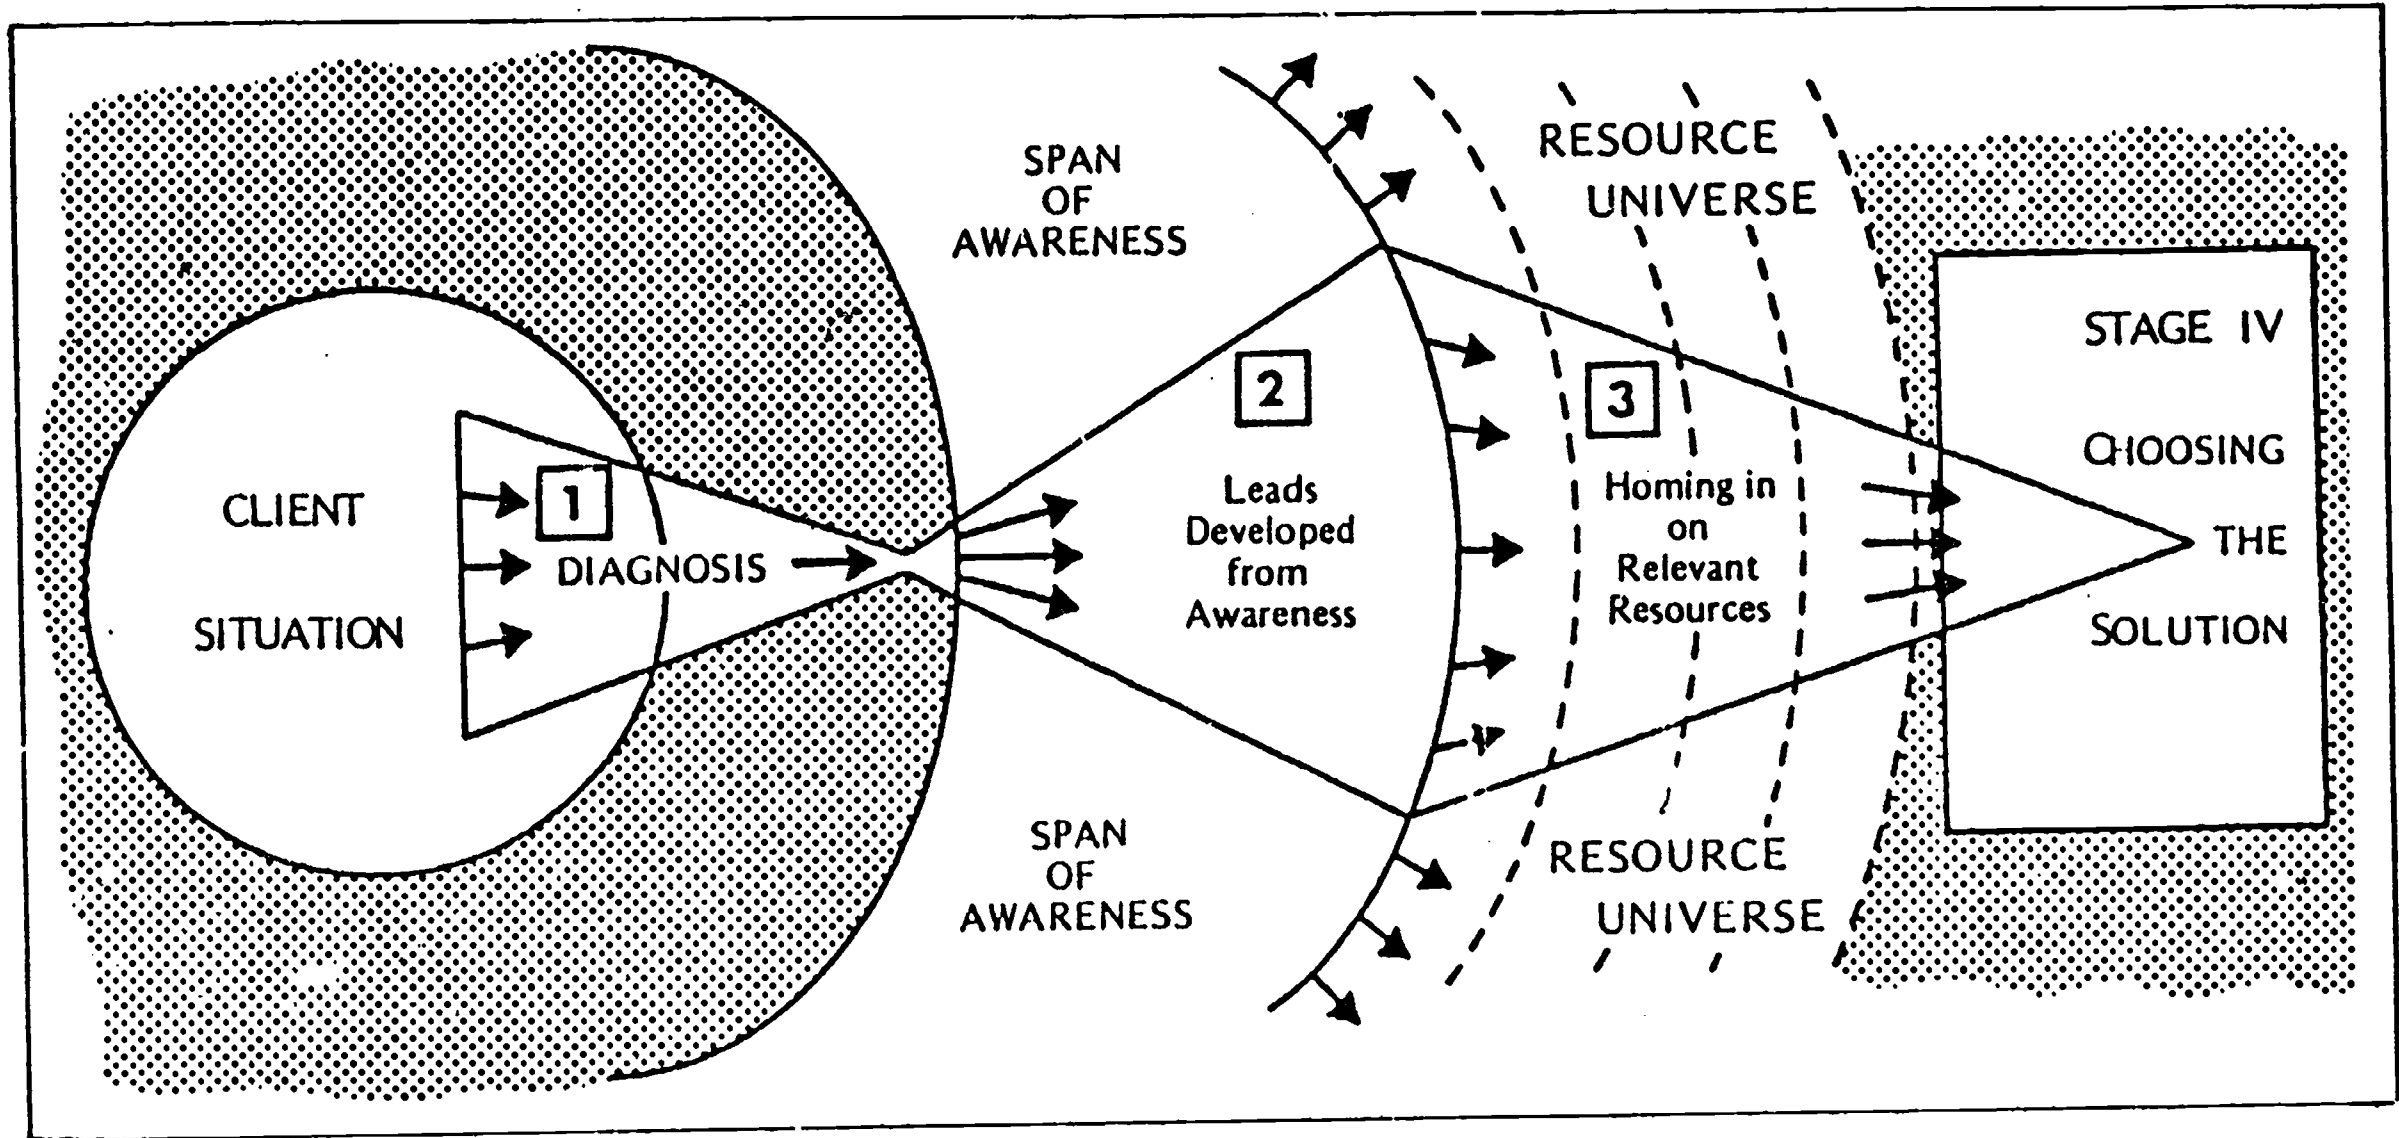 CLIENT
SITUATION
1
DIAGNOSIS
SPAN
OF
AWARENESS
2
Leads
Developed
from
Awareness
SPAN
OF
AWARENESS
RESOURCE
UNIVERSE
3
Homing in
on
Relevant
Resources
RESOURCE
UNIVERSE
STAGE IV
CHOOSING
THE
SOLUTION